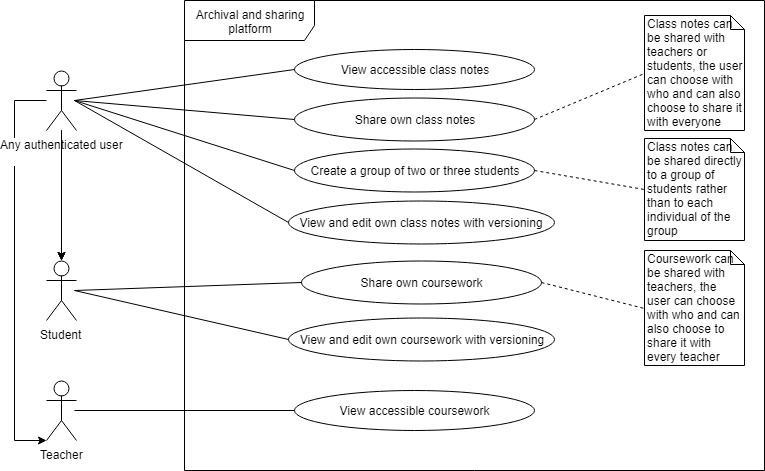 Archival and sharing
platform
Class notes can
be shared with
teachers or
students, the user
can choose with
who and can also
choose to share it
with everyone
View accessible class notes
Share own class notes
Any authenticated user
Create a group of two or three students
Class notes can
be shared directly
to a group of
students rather
than to each
individual of the
group
View and edit own class notes with versioning
Coursework can
be shared with
teachers, the
user can choose
with who and can
also choose to
share it with
every teacher
Share own coursework
Student
View and edit own coursework with versioning
View accessible coursework
Teacher